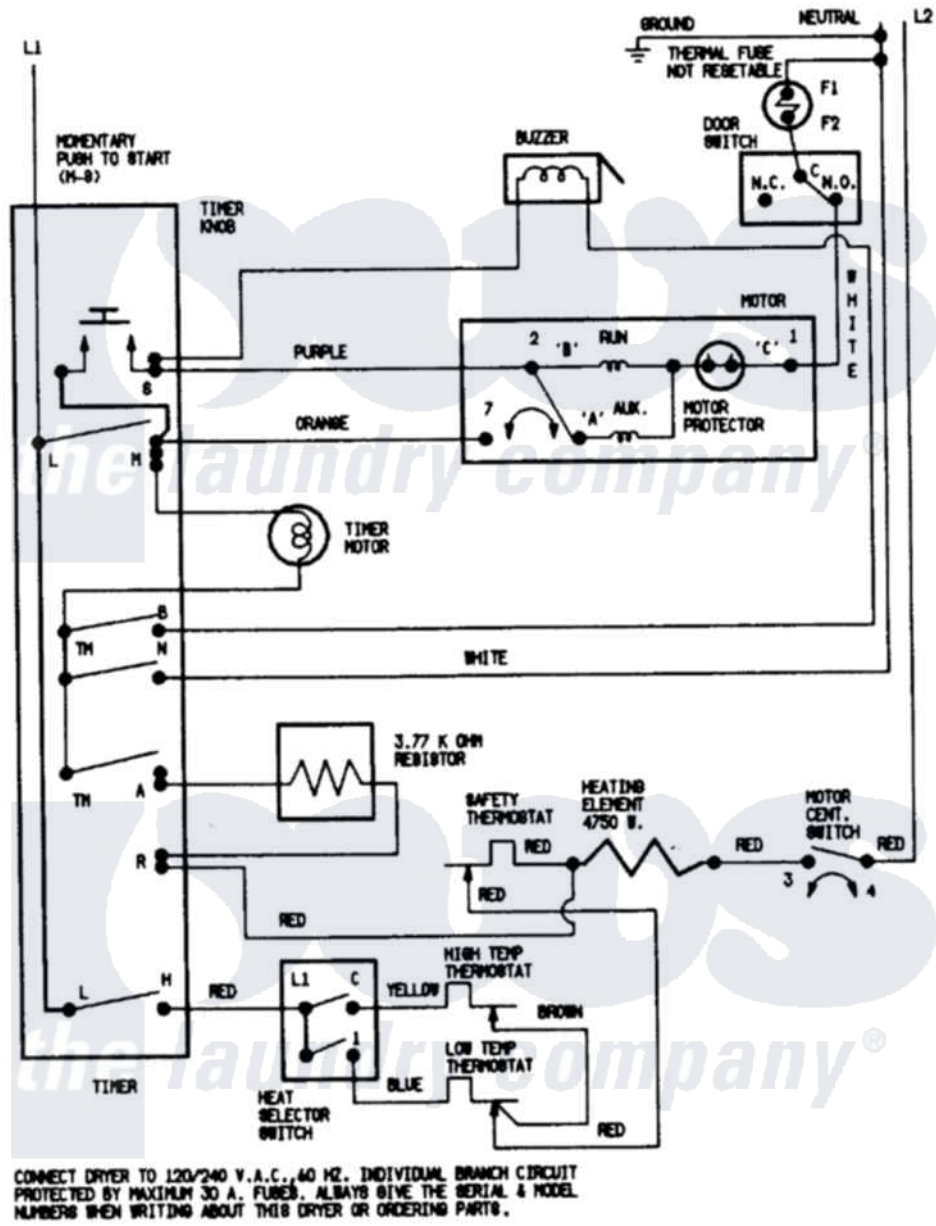 L1
GROUND
NEUTRAL
L2
THERMAL FUSE
NOT RESETABLE
F1
F2
DOOR
SWITCH
C
N.C.
N.O.
MOMENTARY
PUSH TO START
(M-S)
BUZZER
TIMER
KNOB
WHITE
MOTOR
PURPLE
S
2
'B'
RUN
'C'
1
ORANGE
7
'A'
AUX.
MOTOR
PROTECTOR
L
M
the laundry company®
TIMER
MOTOR
B
TM
N
WHITE
3.77 K OHM
RESISTOR
TM
A
R
SAFETY
THERMOSTAT
HEATING
ELEMENT
4750 W.
MOTOR
CENT.
SWITCH
RED
RED
RED
3
4
RED
RED
HIGH TEMP
THERMOSTAT
L
H
RED
L1
C
YELLOW
BROWN
1
LOW TEMP
THERMOSTAT
the laundry company®
TIMER
BLUE
HEAT
SELECTOR
SWITCH
RED
CONNECT DRYER TO 120/240 V.A.C.,60 HZ. INDIVIDUAL BRANCH CIRCUIT
PROTECTED BY MAXIMUM 30 A. FUSES. ALWAYS GIVE THE SERIAL & MODEL
NUMBERS WHEN WRITING ABOUT THIS DRYER OR ORDERING PARTS.